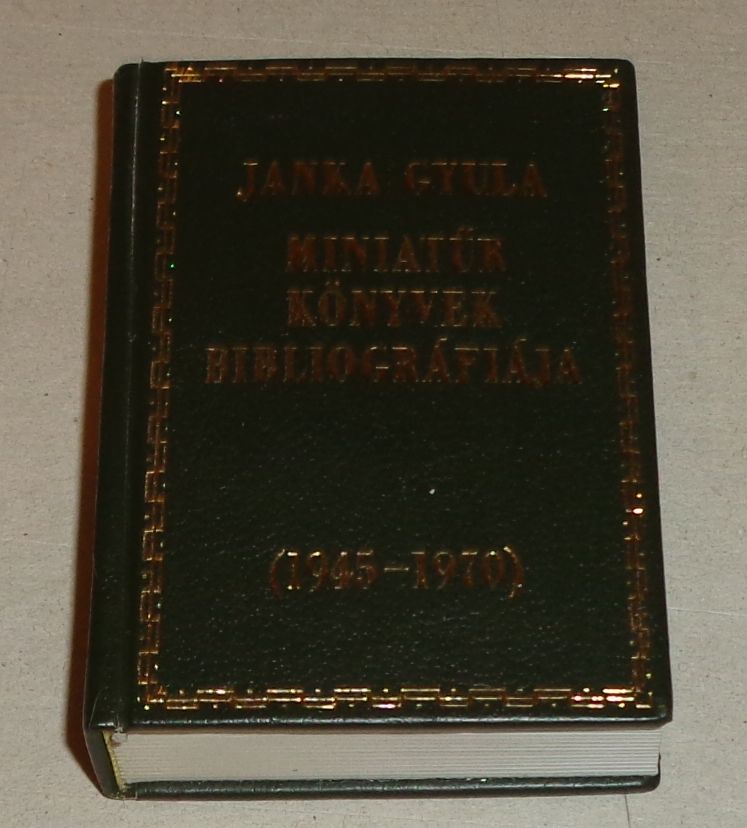 JANKA GYULA
MINIATŰR
KÖNYVEK
BIBLIOGRÁFIÁJA
(1945-1970)